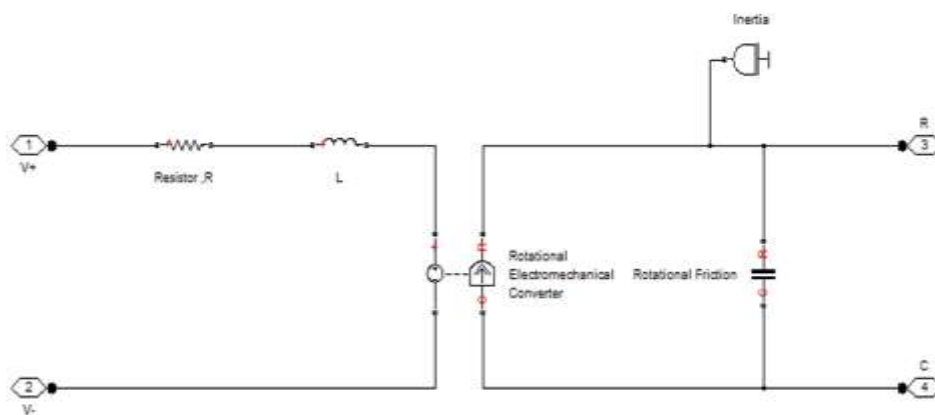 Inertia
R
3
1
V+
Resistor ,R
L
Rotational
Electromechanical
Converter
Rotational Friction
R
C
2
V-
C
4